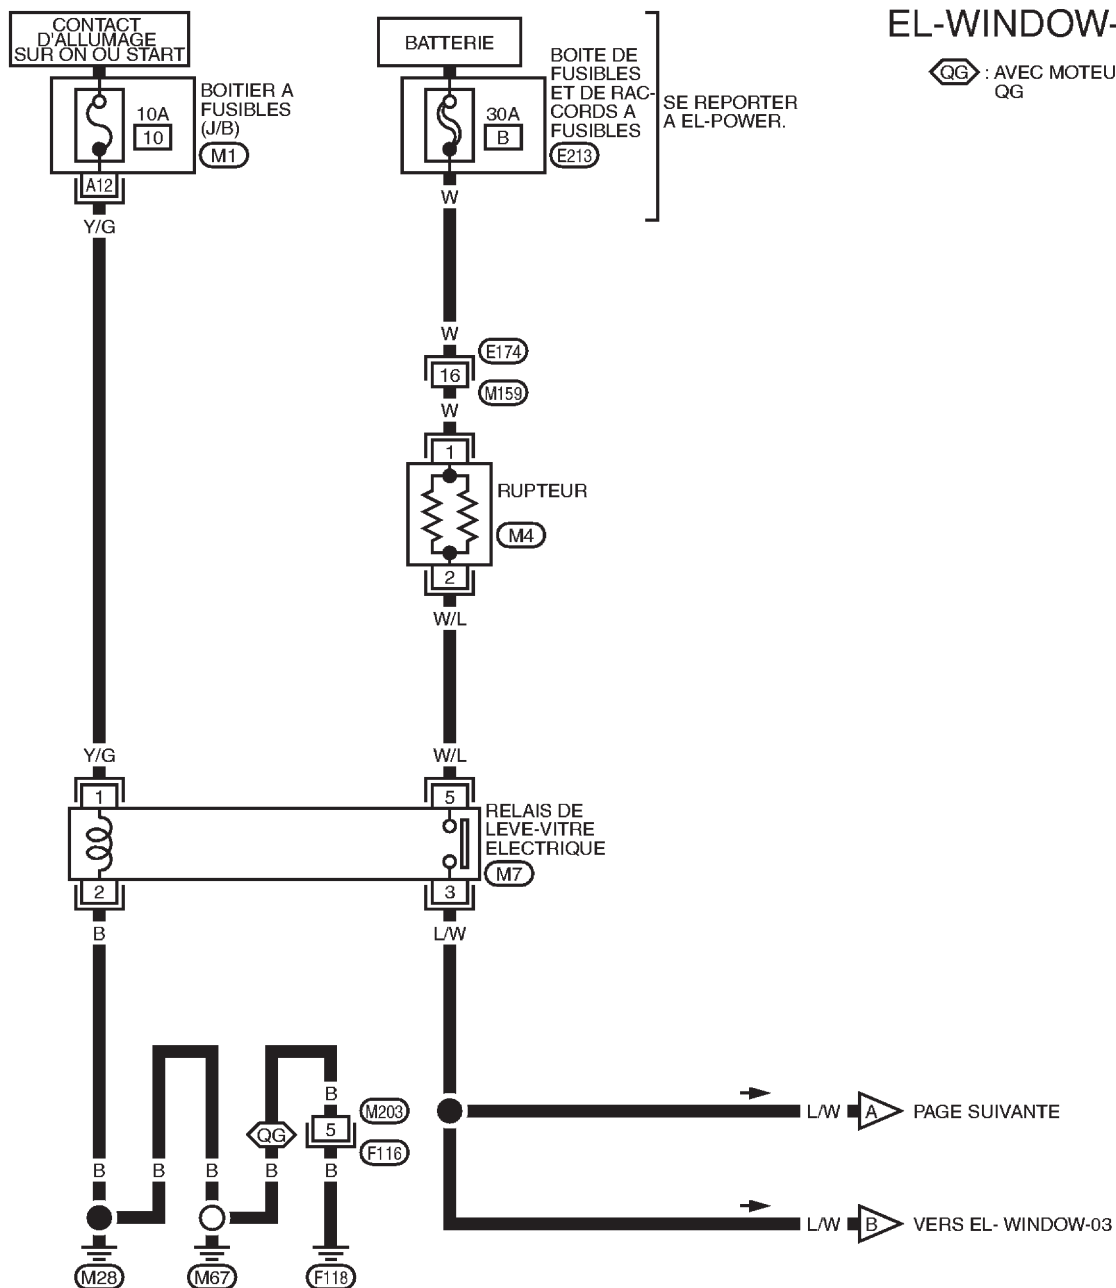 EL-WINDOW-
QG : AVEC MOTEU
QG
CONTACT
D'ALLUMAGE
SUR ON OU START
BATTERIE
10A
10
BOITIER A
FUSIBLES
(J/B)
M1
30A
B
BOITE DE
FUSIBLES
ET DE RAC-
CORDS A
FUSIBLES
E213
SE REPORTER
A EL-POWER.
A12
Y/G
W
W
E174
16
M159
W
1
RUPTEUR
M4
2
W/L
Y/G
W/L
1
5
RELAIS DE
LEVE-VITRE
ELECTRIQUE
M7
2
3
B
L/W
B
M203
5
F116
QG
L/W A PAGE SUIVANTE
B
B
B
B
B
L/W B VERS EL- WINDOW-03
M28
M67
F118